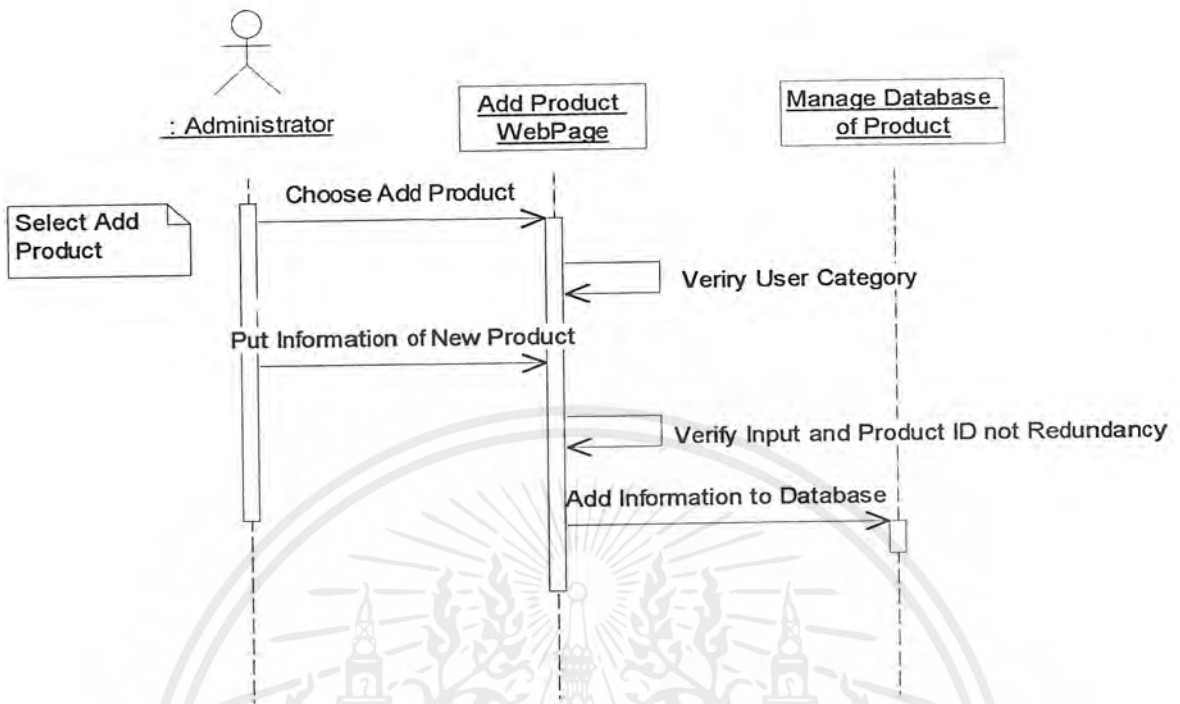 : Administrator
Add Product
WebPage
Manage Database
of Product
Select Add
Product
Choose Add Product
Veriry User Category
Put Information of New Product
Verify Input and Product ID not Redundancy
Add Information to Database